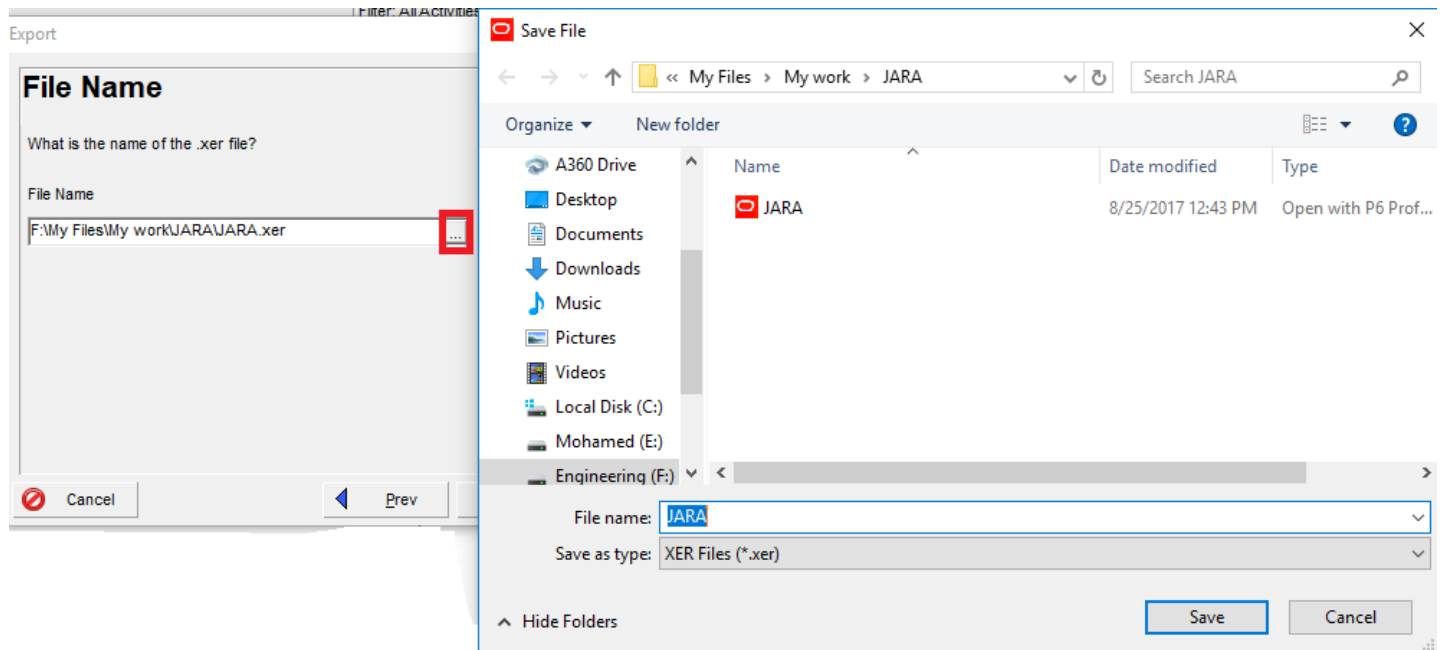 Filter: All Activities
Export
File Name
What is the name of the .xer file?
File Name
F:\My Files\My work\JARA\JARA.xer
...
Cancel
Prev
Save File
« My Files > My work > JARA
Search JARA
Organize
New folder
?
A360 Drive
Desktop
Documents
Downloads
Music
Pictures
Videos
Local Disk (C:)
Mohamed (E:)
Engineering (F:)
Name Date modified Type
JARA 8/25/2017 12:43 PM Open with P6 Prof...
File name: JARA
Save as type: XER Files (*.xer)
Hide Folders
Save
Cancel